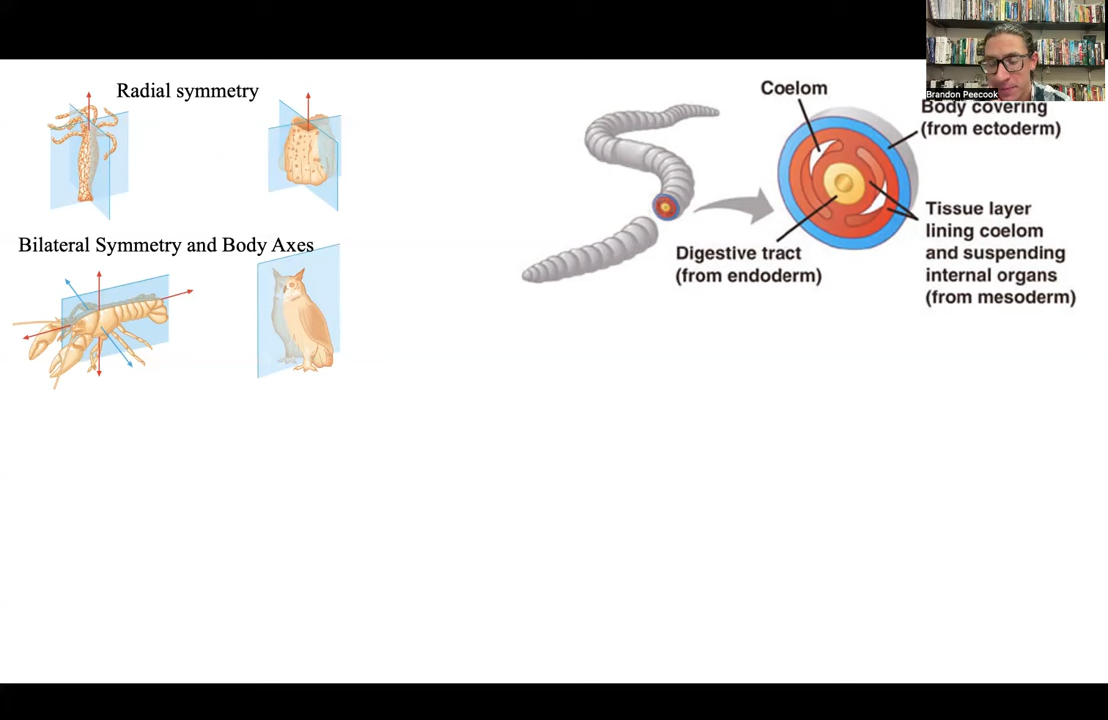 Radial symmetry
Bilateral Symmetry and Body Axes
Coelom
Brandon Peecook
Body covering
(from ectoderm)
Digestive tract
(from endoderm)
Tissue layer
lining coelom
and suspending
internal organs
(from mesoderm)